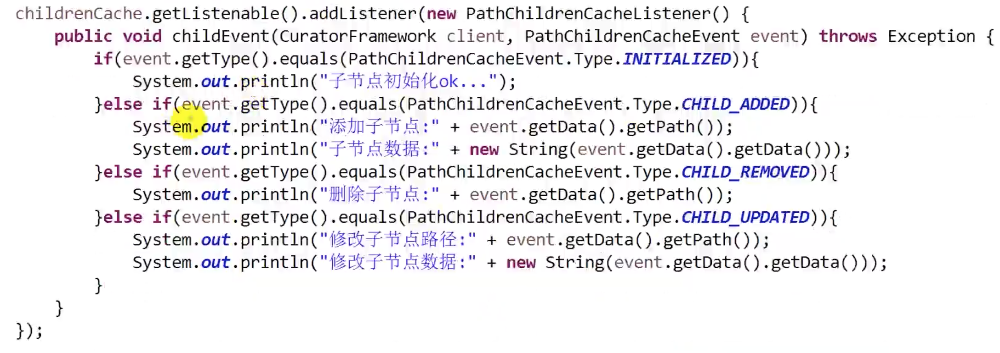 childrenCache.getListenable().addListener(new PathChildrenCacheListener() {
    public void childEvent(CuratorFramework client, PathChildrenCacheEvent event) throws Exception {
        if(event.getType().equals(PathChildrenCacheEvent.Type.INITIALIZED)){
            System.out.println("子节点初始化ok...");
        }else if(event.getType().equals(PathChildrenCacheEvent.Type.CHILD_ADDED)){
            System.out.println("添加子节点:" + event.getData().getPath());
            System.out.println("子节点数据:" + new String(event.getData().getData()));
        }else if(event.getType().equals(PathChildrenCacheEvent.Type.CHILD_REMOVED)){
            System.out.println("删除子节点:" + event.getData().getPath());
        }else if(event.getType().equals(PathChildrenCacheEvent.Type.CHILD_UPDATED)){
            System.out.println("修改子节点路径:" + event.getData().getPath());
            System.out.println("修改子节点数据:" + new String(event.getData().getData()));
        }
    }
});